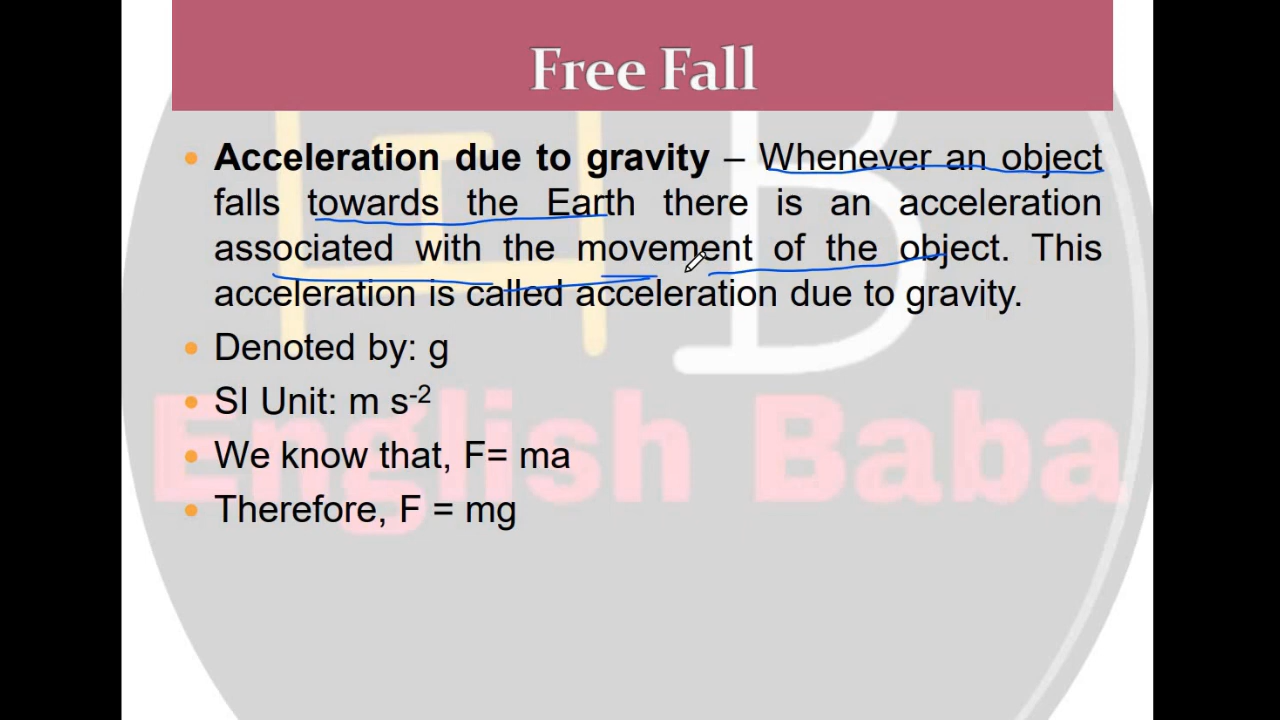 Free Fall
• Acceleration due to gravity – Whenever an object
falls towards the Earth there is an acceleration
associated with the movement of the object. This
acceleration is called acceleration due to gravity.
• Denoted by: g
• SI Unit: m s⁻²
• We know that, F= ma
• Therefore, F = mg
English Baba